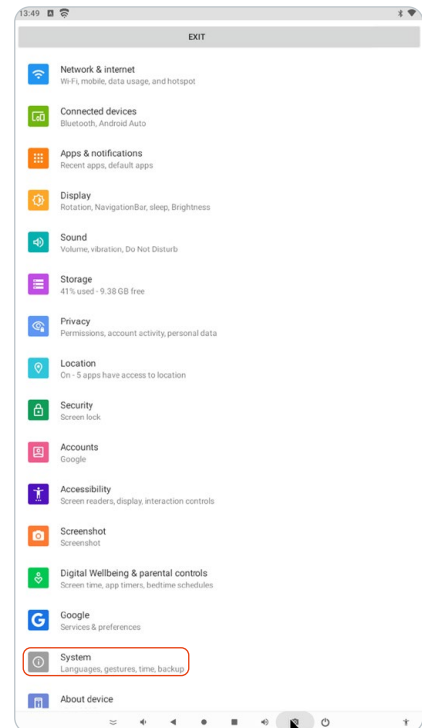 13:49
EXIT
Network & internet
Wi-Fi, mobile, data usage, and hotspot
Connected devices
Bluetooth, Android Auto
Apps & notifications
Recent apps, default apps
Display
Rotation, NavigationBar, sleep, Brightness
Sound
Volume, vibration, Do Not Disturb
Storage
41% used - 9.38 GB free
Privacy
Permissions, account activity, personal data
Location
On - 5 apps have access to location
Security
Screen lock
Accounts
Google
Accessibility
Screen readers, display, interaction controls
Screenshot
Screenshot
Digital Wellbeing & parental controls
Screen time, app timers, bedtime schedules
Google
Services & preferences
System
Languages, gestures, time, backup
About device